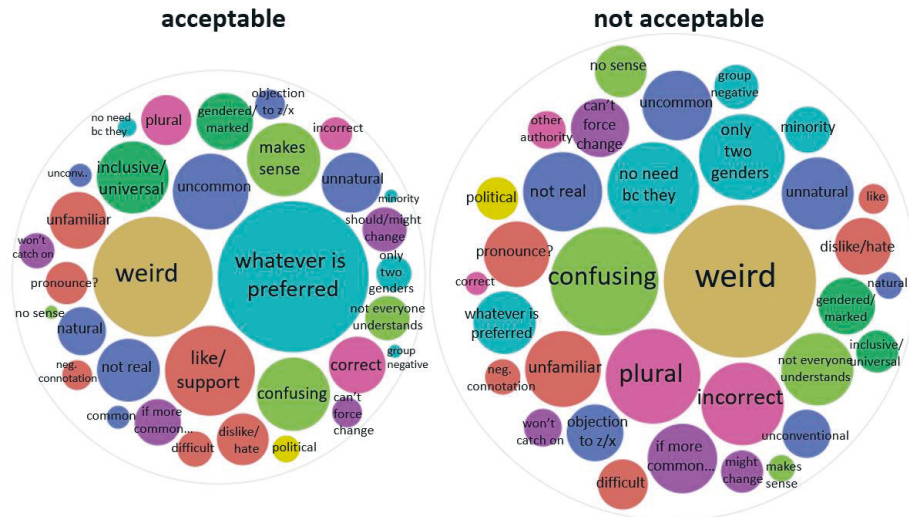 acceptable
not acceptable
objection
to z/x
no need
bc they
plural
gendered/
marked
incorrect
makes
sense
unconv..
inclusive/
universal
uncommon
unnatural
minority
unfamiliar
should/might
change
won't
catch on
weird
whatever is
preferred
only
two
genders
pronounce?
no sense
not everyone
understands
natural
like/
support
group
negative
not real
correct
neg.
connotation
confusing
can't
force
change
common
if more
common...
dislike/
hate
difficult
political
no sense
group
negative
uncommon
can't
force
change
other
authority
only
two
genders
minority
no need
bc they
not real
unnatural
political
like
pronounce?
dislike/hate
confusing
weird
correct
natural
gendered/
marked
whatever is
preferred
inclusive/
universal
not everyone
understands
unfamiliar
plural
neg.
connotation
incorrect
won't
catch on
objection
to z/x
unconventional
if more
common...
might
change
makes
sense
difficult